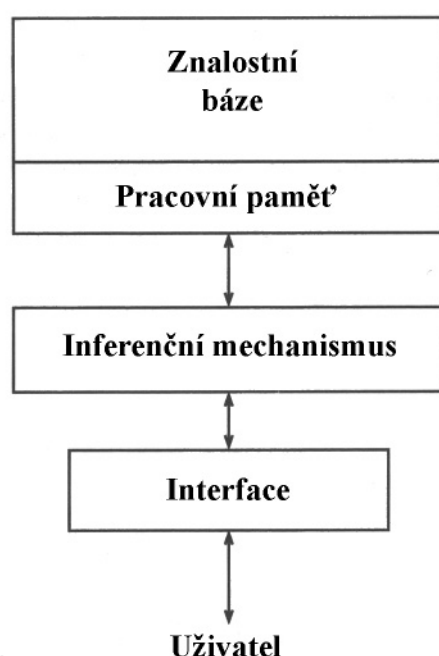 Znalostní
báze
Pracovní paměť
Inferenční mechanismus
Interface
Uživatel